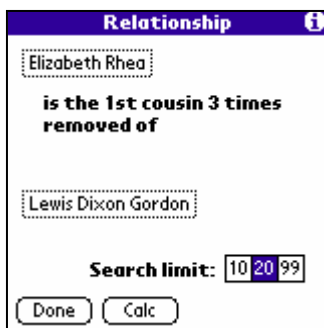 Relationship i
Elizabeth Rhea
is the 1st cousin 3 times
removed of
Lewis Dixon Gordon
Search limit: 10 20 99
Done Calc